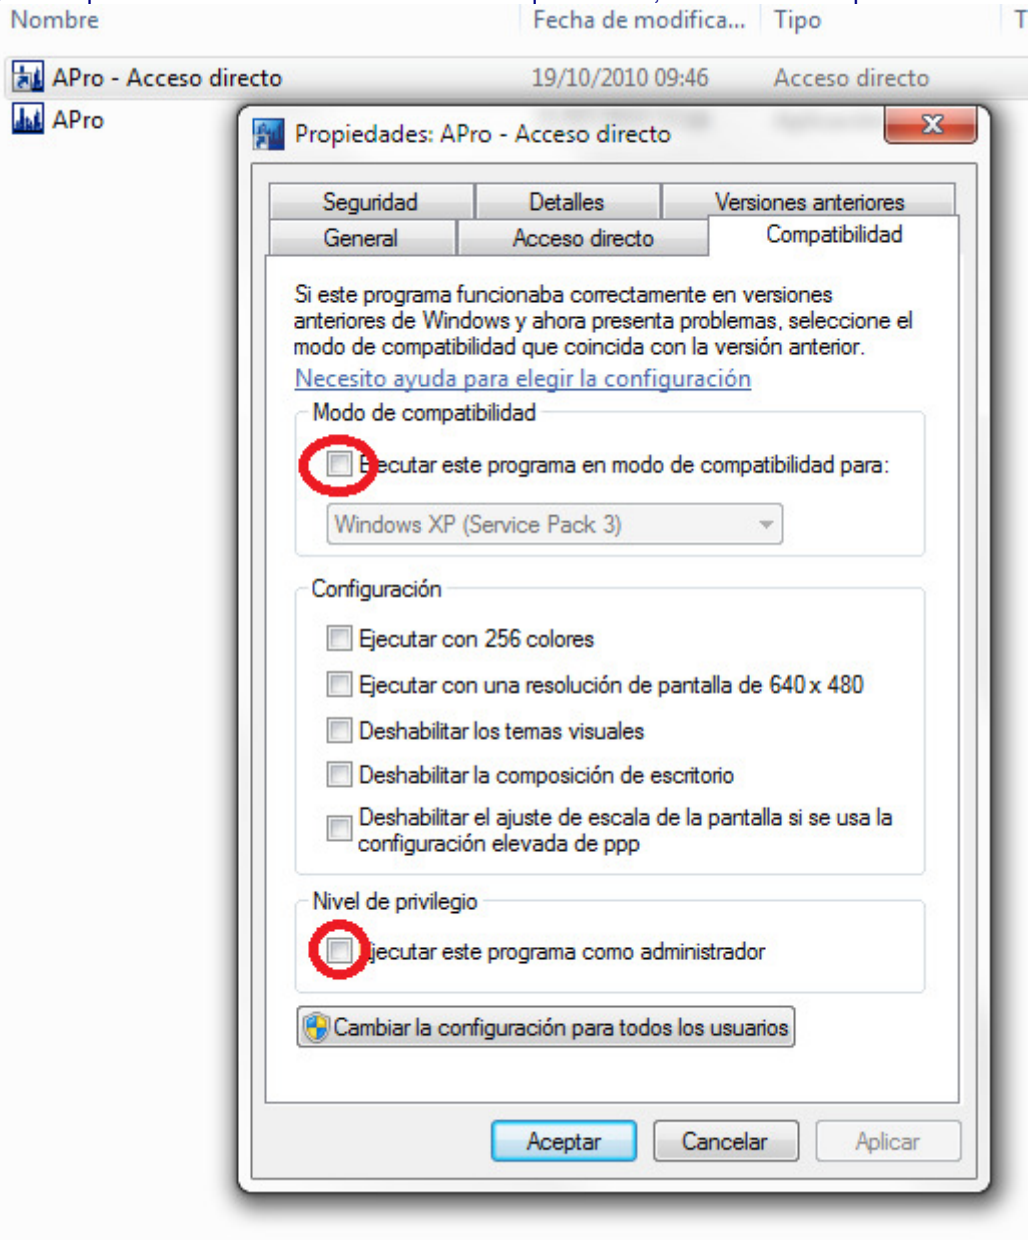 Nombre Fecha de modifica... Tipo T
APro - Acceso directo 19/10/2010 09:46 Acceso directo
APro
Propiedades: APro - Acceso directo
Seguridad Detalles Versiones anteriores
General Acceso directo Compatibilidad
Si este programa funcionaba correctamente en versiones
anteriores de Windows y ahora presenta problemas, seleccione el
modo de compatibilidad que coincida con la versión anterior.
Necesito ayuda para elegir la configuración
Modo de compatibilidad
Ejecutar este programa en modo de compatibilidad para:
Windows XP (Service Pack 3)
Configuración
Ejecutar con 256 colores
Ejecutar con una resolución de pantalla de 640 x 480
Deshabilitar los temas visuales
Deshabilitar la composición de escritorio
Deshabilitar el ajuste de escala de la pantalla si se usa la
configuración elevada de ppp
Nivel de privilegio
Ejecutar este programa como administrador
Cambiar la configuración para todos los usuarios
Aceptar Cancelar Aplicar